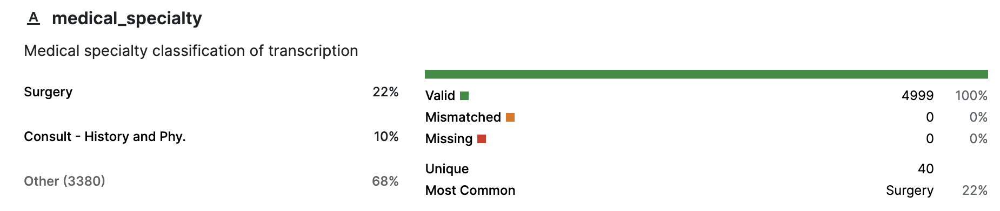 A medical_specialty
Medical specialty classification of transcription
Surgery 22%
Consult - History and Phy. 10%
Other (3380) 68%
Valid 4999 100%
Mismatched 0 0%
Missing 0 0%
Unique 40
Most Common Surgery 22%